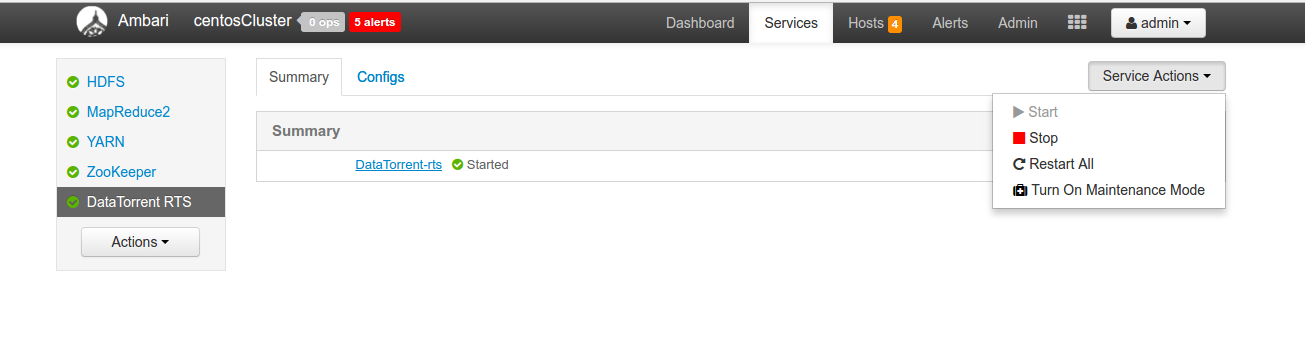 Ambari centosCluster 0 ops 5 alerts Dashboard Services Hosts 4 Alerts Admin admin
HDFS
MapReduce2
YARN
ZooKeeper
DataTorrent RTS
Actions
Summary Configs
Service Actions
Start
Stop
Restart All
Turn On Maintenance Mode
Summary
DataTorrent-rts Started